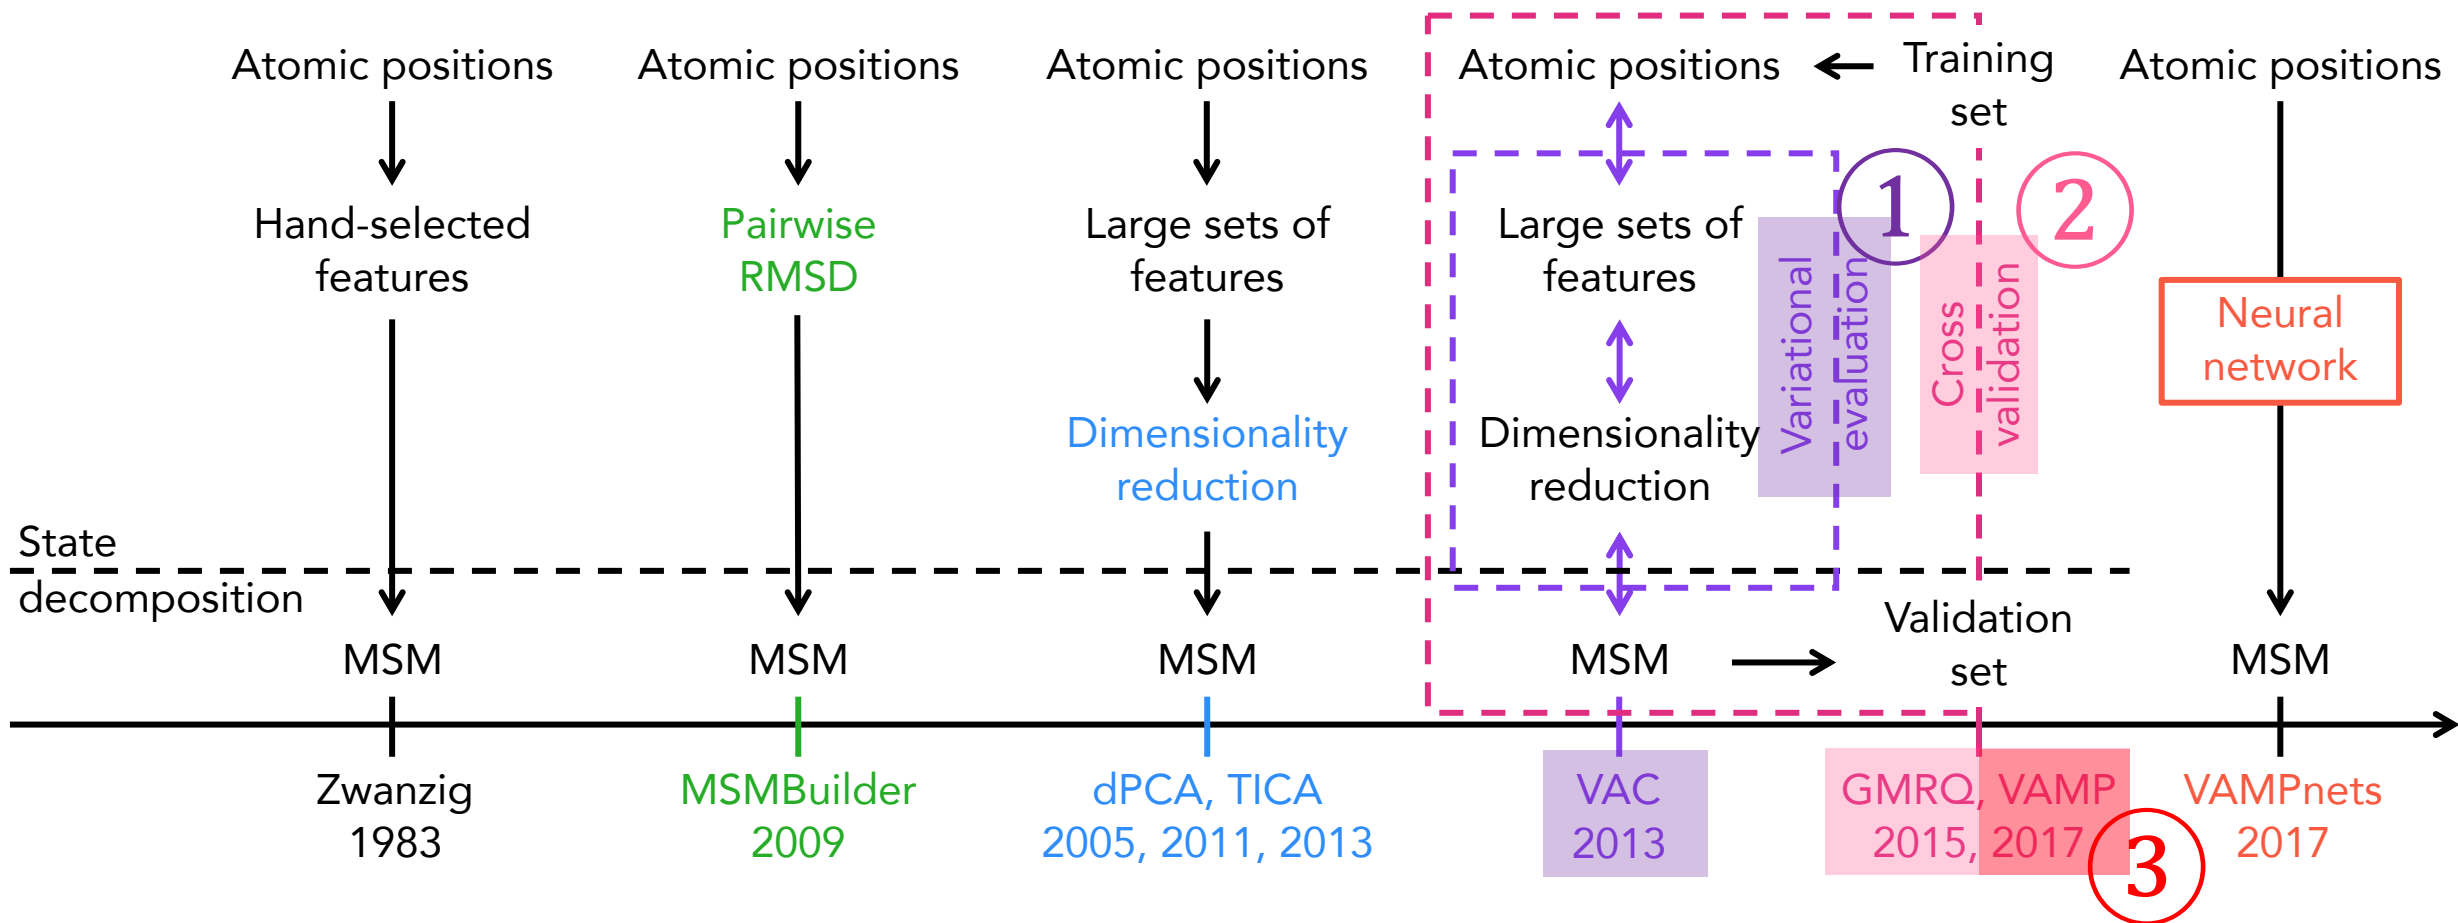 Atomic positions
Hand-selected
features
MSM
Zwanzig
1983
Atomic positions
Pairwise
RMSD
MSM
MSMBuilder
2009
Atomic positions
Large sets of
features
Dimensionality
reduction
MSM
dPCA, TICA
2005, 2011, 2013
Atomic positions
Large sets of
features
Dimensionality
reduction
MSM
VAC
2013
Variational
evaluation
1
Training
set
Cross
validation
2
Validation
set
GMRQ, VAMP
2015, 2017
3
Atomic positions
Neural
network
MSM
VAMPnets
2017
State
decomposition